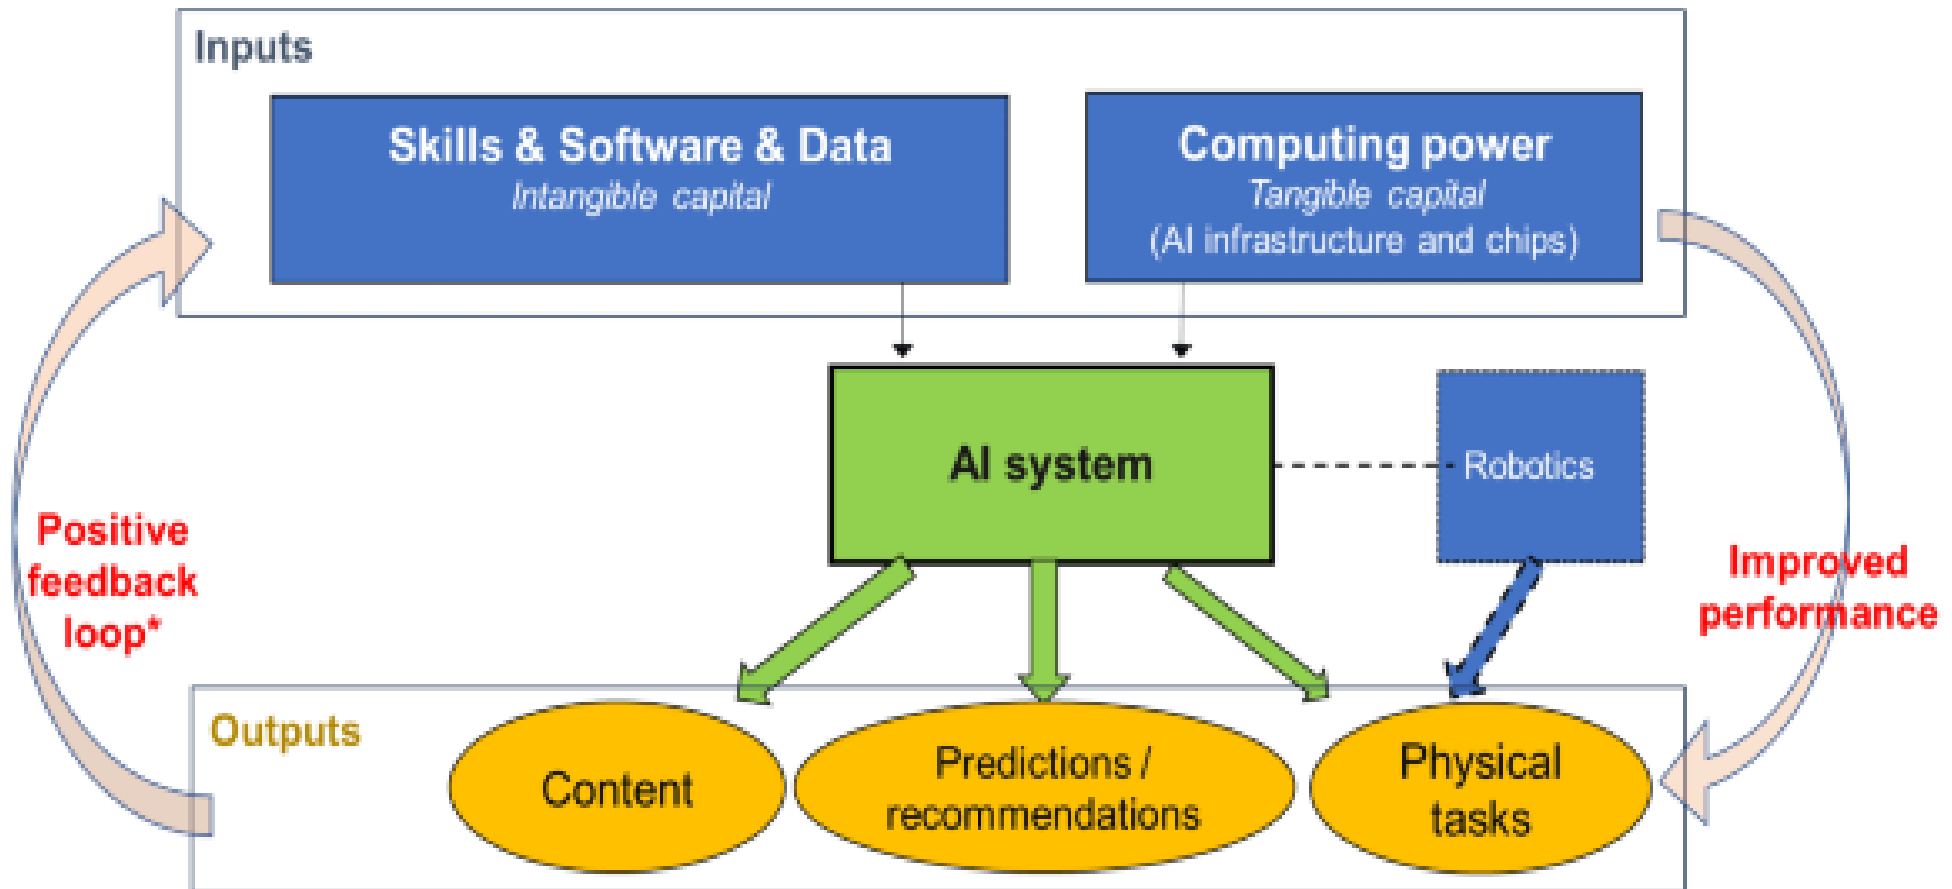 Inputs
Skills & Software & Data
Intangible capital
Computing power
Tangible capital
(AI infrastructure and chips)
AI system
Robotics
Positive
feedback
loop*
Improved
performance
Outputs
Content
Predictions /
recommendations
Physical
tasks